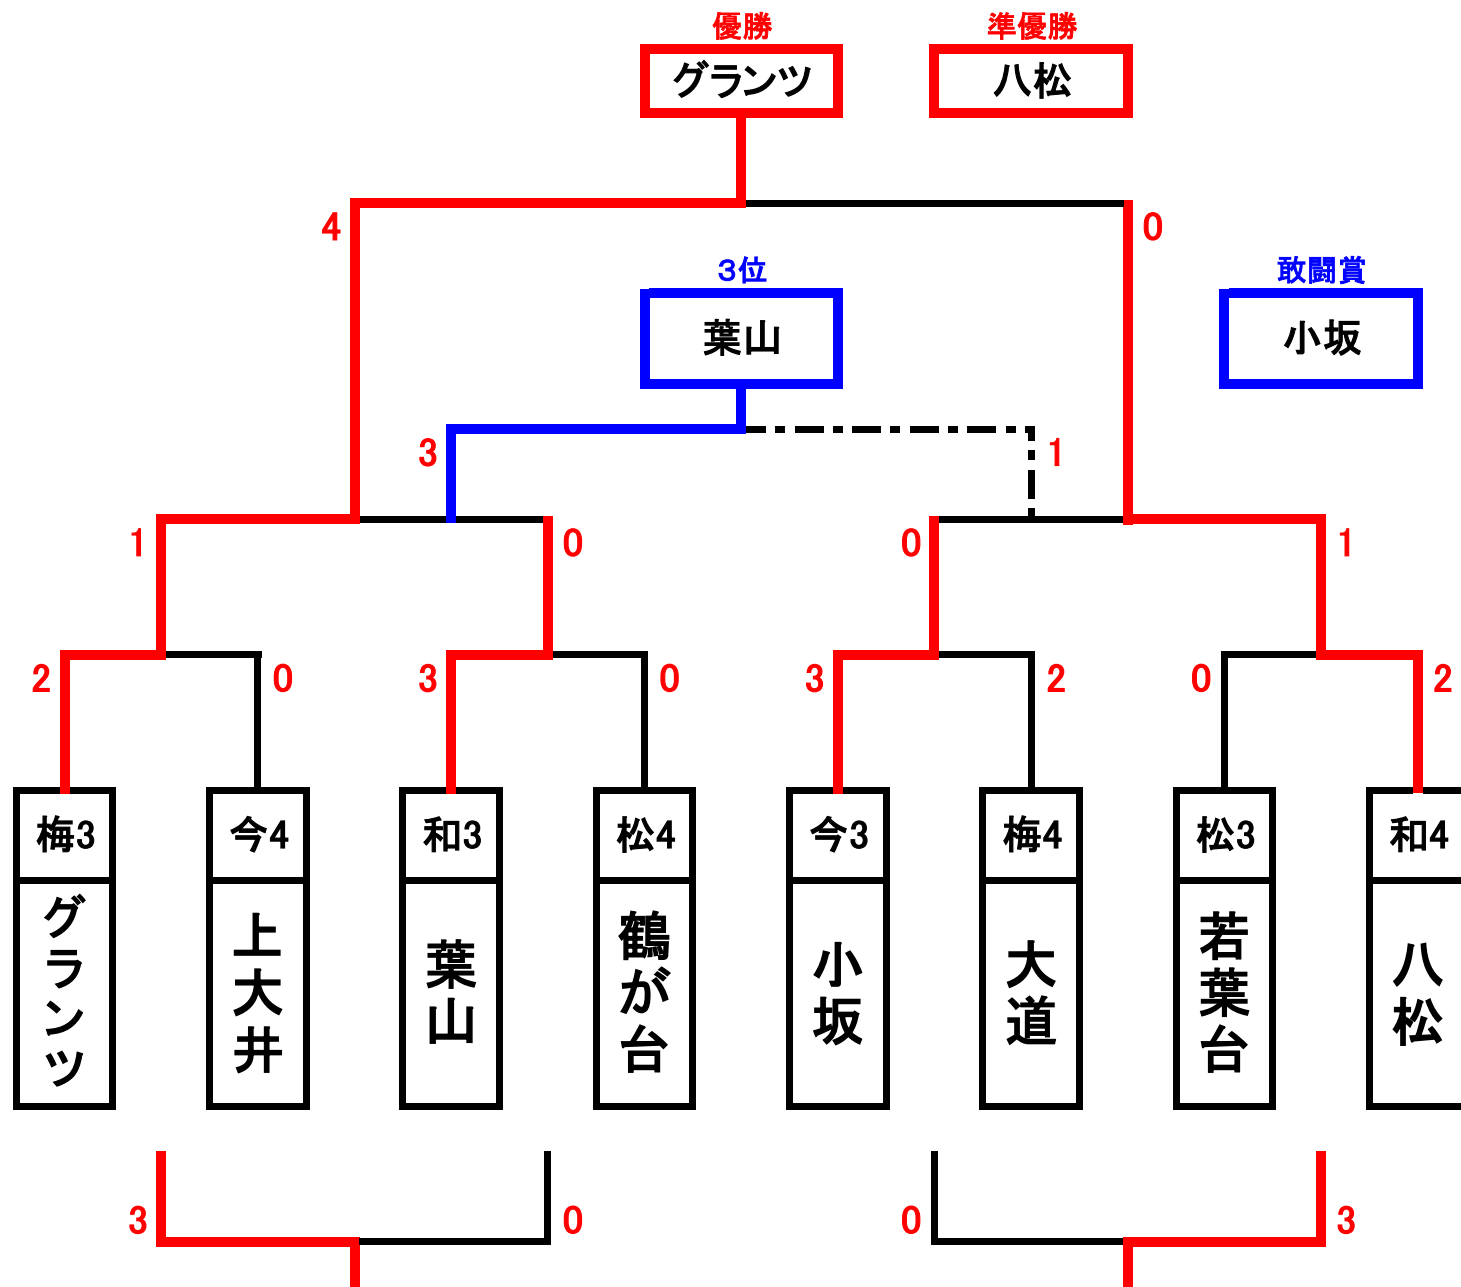 優勝 準優勝
グランツ 八松
4 0
３位 敢闘賞
葉山 小坂
3 1
1 0 0 1
2 0 3 0 3 2 0 2
梅3 今4 和3 松4 今3 梅4 松3 和4
グランツ
上大井
葉山
鶴が台
小坂
大道
若葉台
八松
3 0 0 3